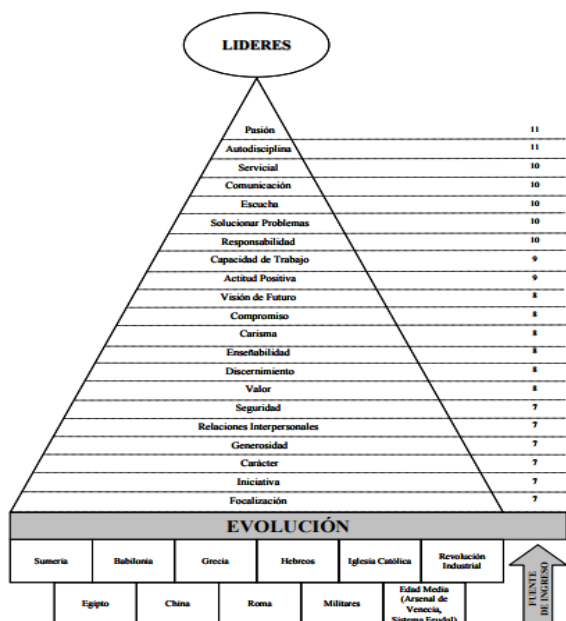 LIDERES
Pasión 11
Autodisciplina 11
Servicial 10
Comunicación 10
Escucha 10
Solucionar Problemas 10
Responsabilidad 10
Capacidad de Trabajo 9
Actitud Positiva 9
Visión de Futuro 8
Compromiso 8
Carisma 8
Enseñabilidad 8
Discernimiento 8
Valor 8
Seguridad 7
Relaciones Interpersonales 7
Generosidad 7
Carácter 7
Iniciativa 7
Focalización 7
EVOLUCIÓN
Sumeria Babilonia Grecia Hebreos Iglesia Católica Revolución
Industrial
Egipto China Roma Militares Edad Media
(Arsenal de
Venecia,
Sistema Feudal)
FUENTE
DE INGRESO